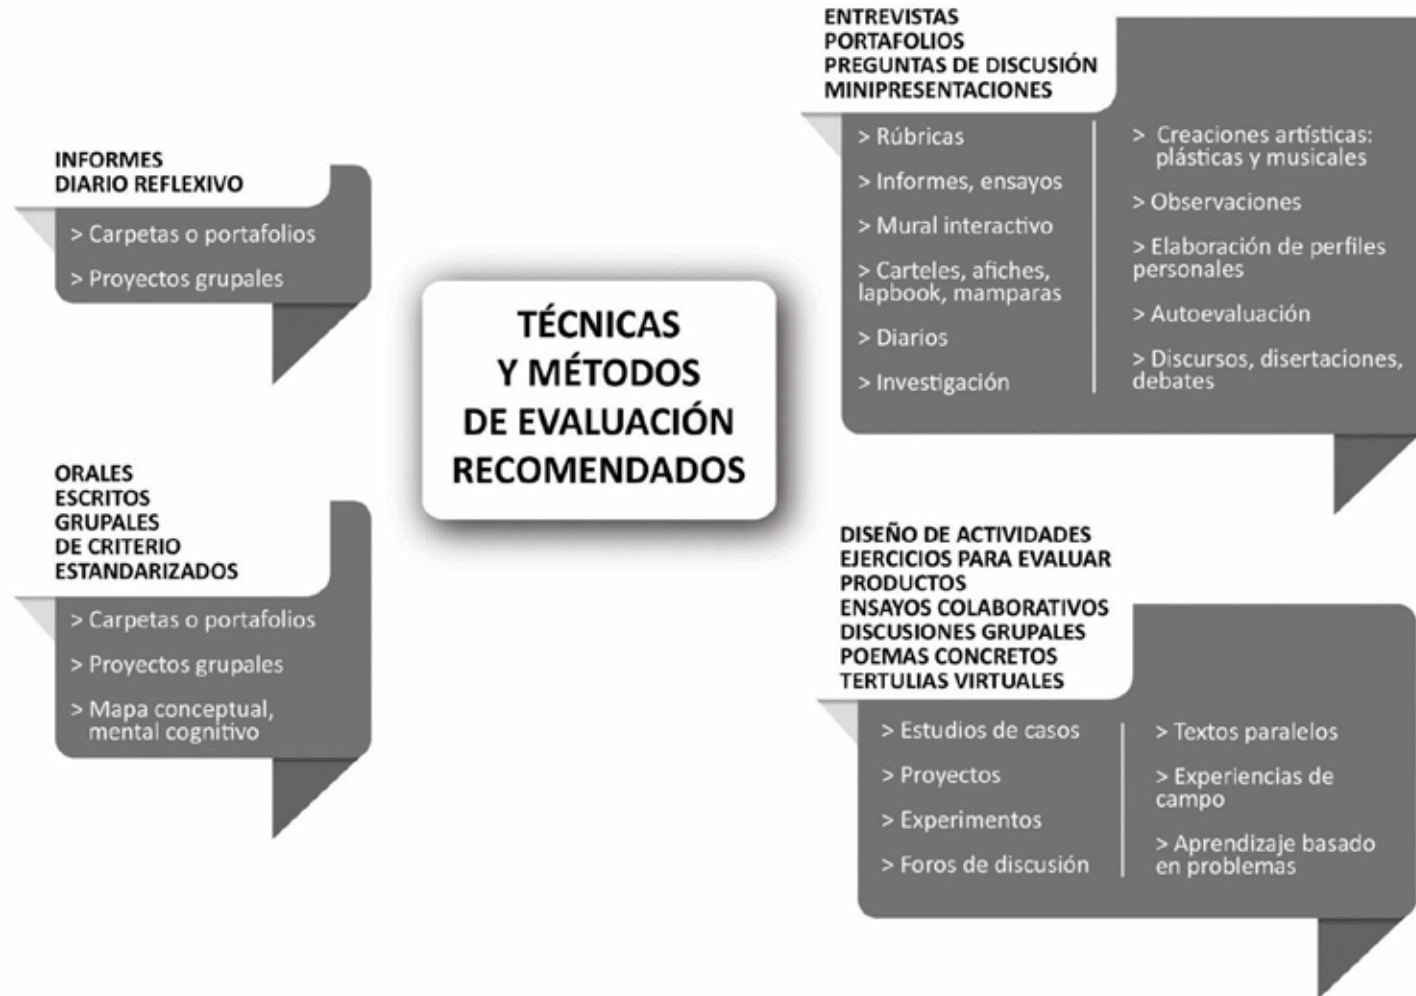 INFORMES
DIARIO REFLEXIVO
> Carpetas o portafolios
> Proyectos grupales
ORALES
ESCRITOS
GRUPALES
DE CRITERIO
ESTANDARIZADOS
> Carpetas o portafolios
> Proyectos grupales
> Mapa conceptual,
mental cognitivo
TÉCNICAS
Y MÉTODOS
DE EVALUACIÓN
RECOMENDADOS
ENTREVISTAS
PORTAFOLIOS
PREGUNTAS DE DISCUSIÓN
MINIPRESENTACIONES
> Rúbricas
> Informes, ensayos
> Mural interactivo
> Carteles, afiches,
lapbook, mamparas
> Diarios
> Investigación
> Creaciones artísticas:
plásticas y musicales
> Observaciones
> Elaboración de perfiles
personales
> Autoevaluación
> Discursos, disertaciones,
debates
DISEÑO DE ACTIVIDADES
EJERCICIOS PARA EVALUAR
PRODUCTOS
ENSAYOS COLABORATIVOS
DISCUSIONES GRUPALES
POEMAS CONCRETOS
TERTULIAS VIRTUALES
> Estudios de casos
> Proyectos
> Experimentos
> Foros de discusión
> Textos paralelos
> Experiencias de
campo
> Aprendizaje basado
en problemas